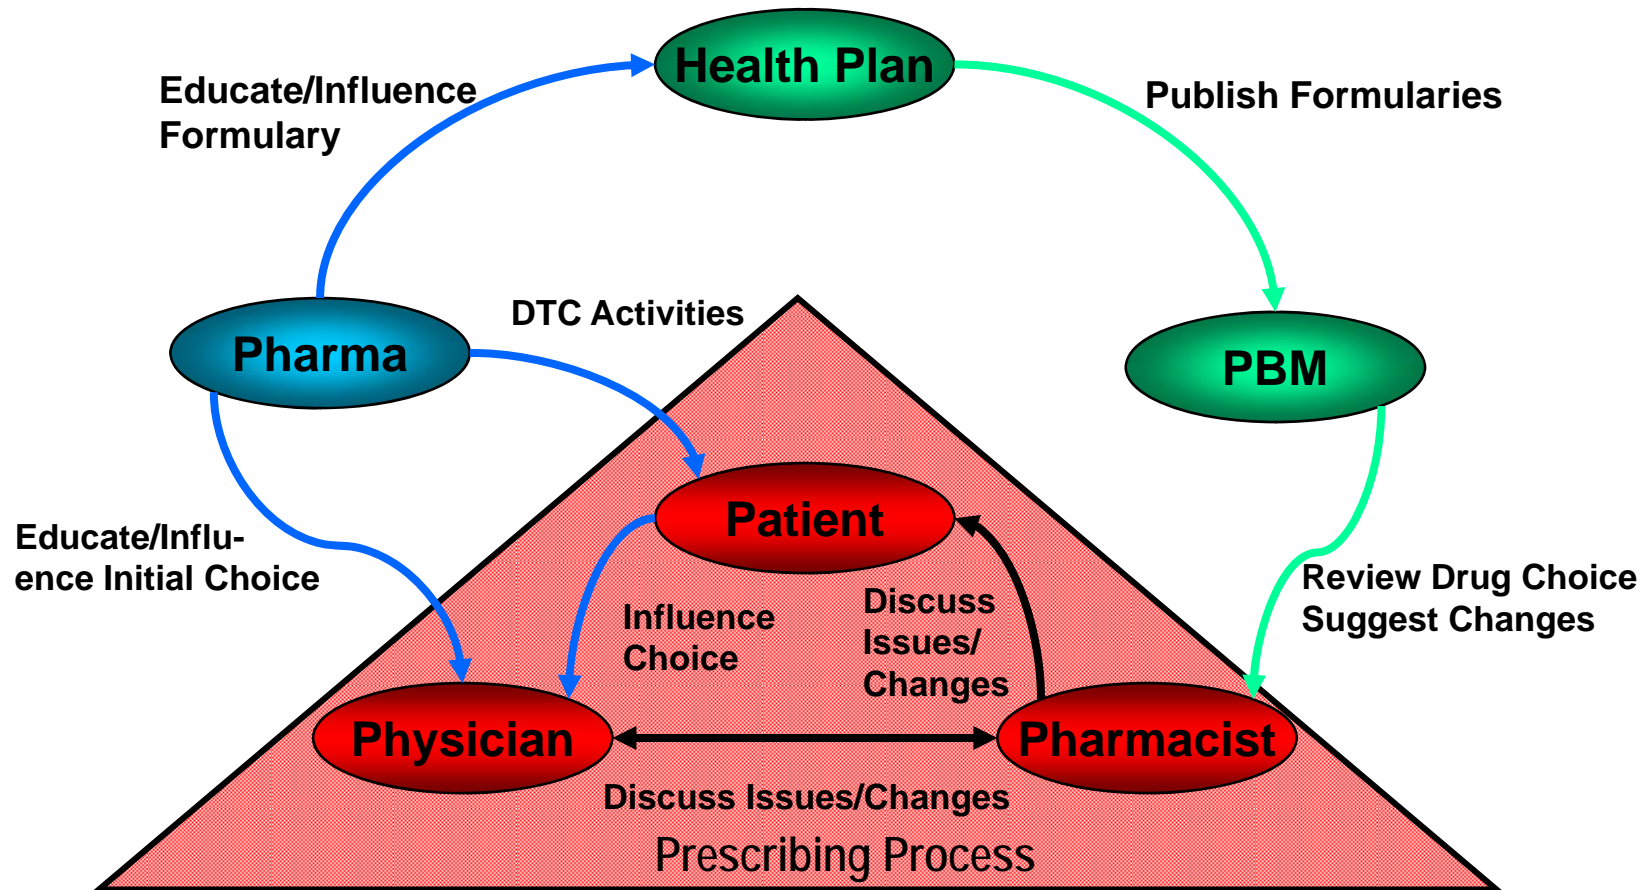 Health Plan
Educate/Influence
Formulary
Publish Formularies
DTC Activities
Pharma
PBM
Patient
Educate/Influ-
ence Initial Choice
Review Drug Choice
Suggest Changes
Influence
Choice
Discuss
Issues/
Changes
Physician
Pharmacist
Discuss Issues/Changes
Prescribing Process